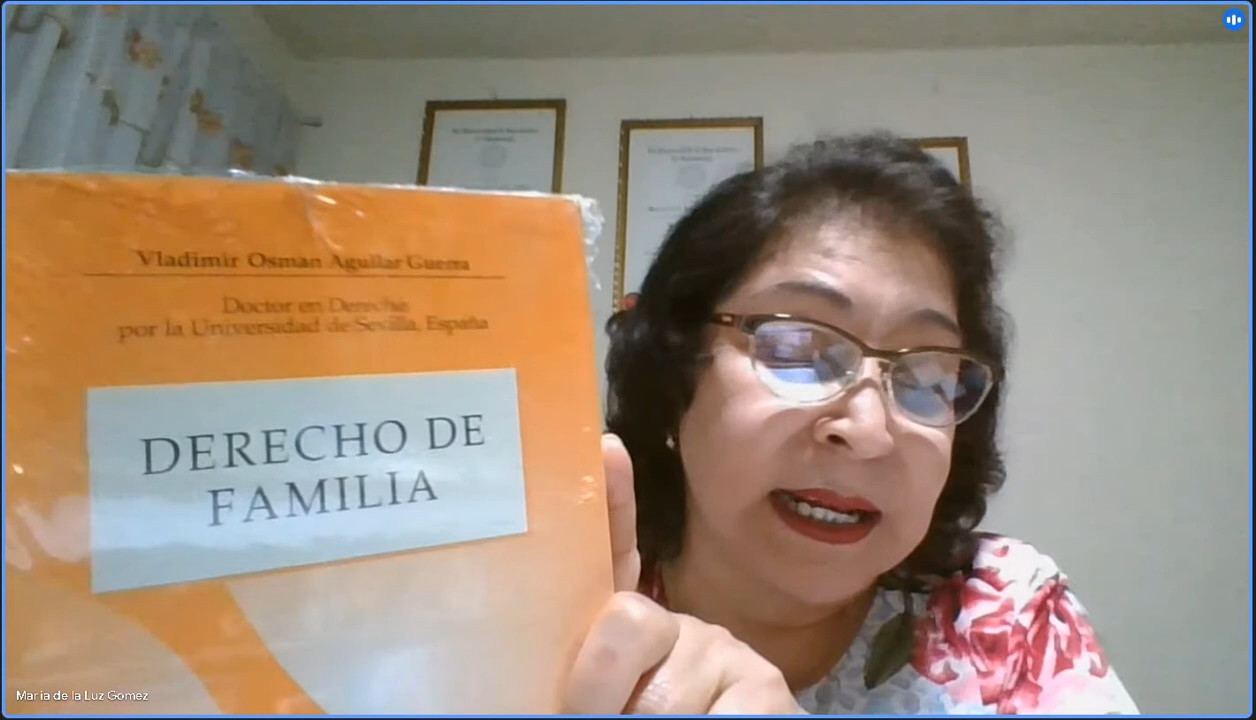 Vladimir Osman Aguilar Guerra
Doctor en Derecho
por la Universidad de Sevilla, España
DERECHO DE
FAMILIA
Maria de la Luz Gomez